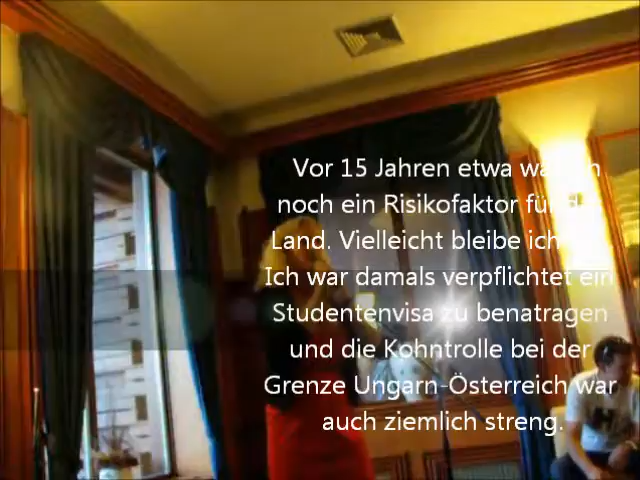 Vor 15 Jahren etwa
noch ein Risikofaktor
Land. Vielleicht bleibe ich
Ich war damals verpflichtet ein
Studentenvisa zu benatragen
und die Kohntrolle bei der
Grenze Ungarn-Österreich war
auch ziemlich streng.